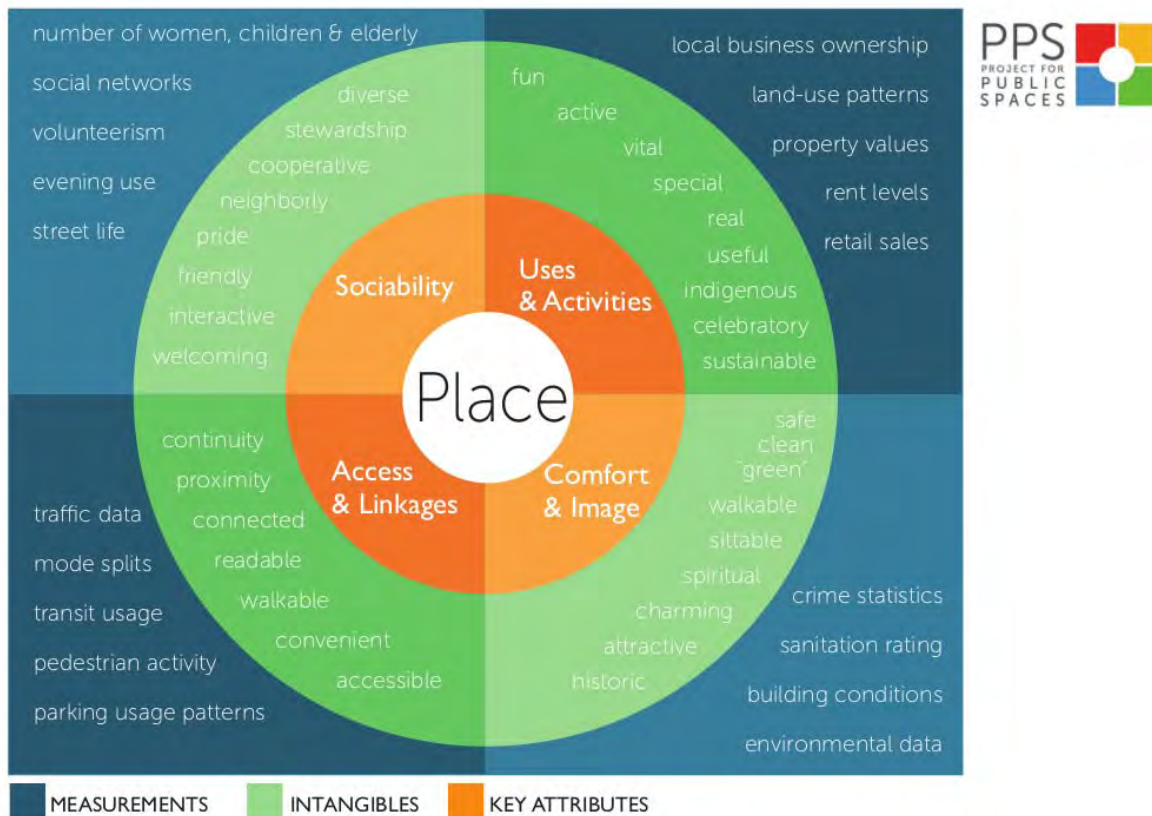 number of women, children & elderly
social networks
volunteerism
evening use
street life
diverse
stewardship
cooperative
neighborly
pride
friendly
interactive
welcoming
Sociability
fun
active
vital
special
real
useful
indigenous
celebratory
sustainable
Uses
& Activities
local business ownership
land-use patterns
property values
rent levels
retail sales
PPS
PROJECT FOR
PUBLIC
SPACES
Place
continuity
proximity
connected
readable
walkable
convenient
accessible
Access
& Linkages
traffic data
mode splits
transit usage
pedestrian activity
parking usage patterns
Comfort
& Image
safe
clean
"green"
walkable
sittable
spiritual
charming
attractive
historic
crime statistics
sanitation rating
building conditions
environmental data
MEASUREMENTS
INTANGIBLES
KEY ATTRIBUTES